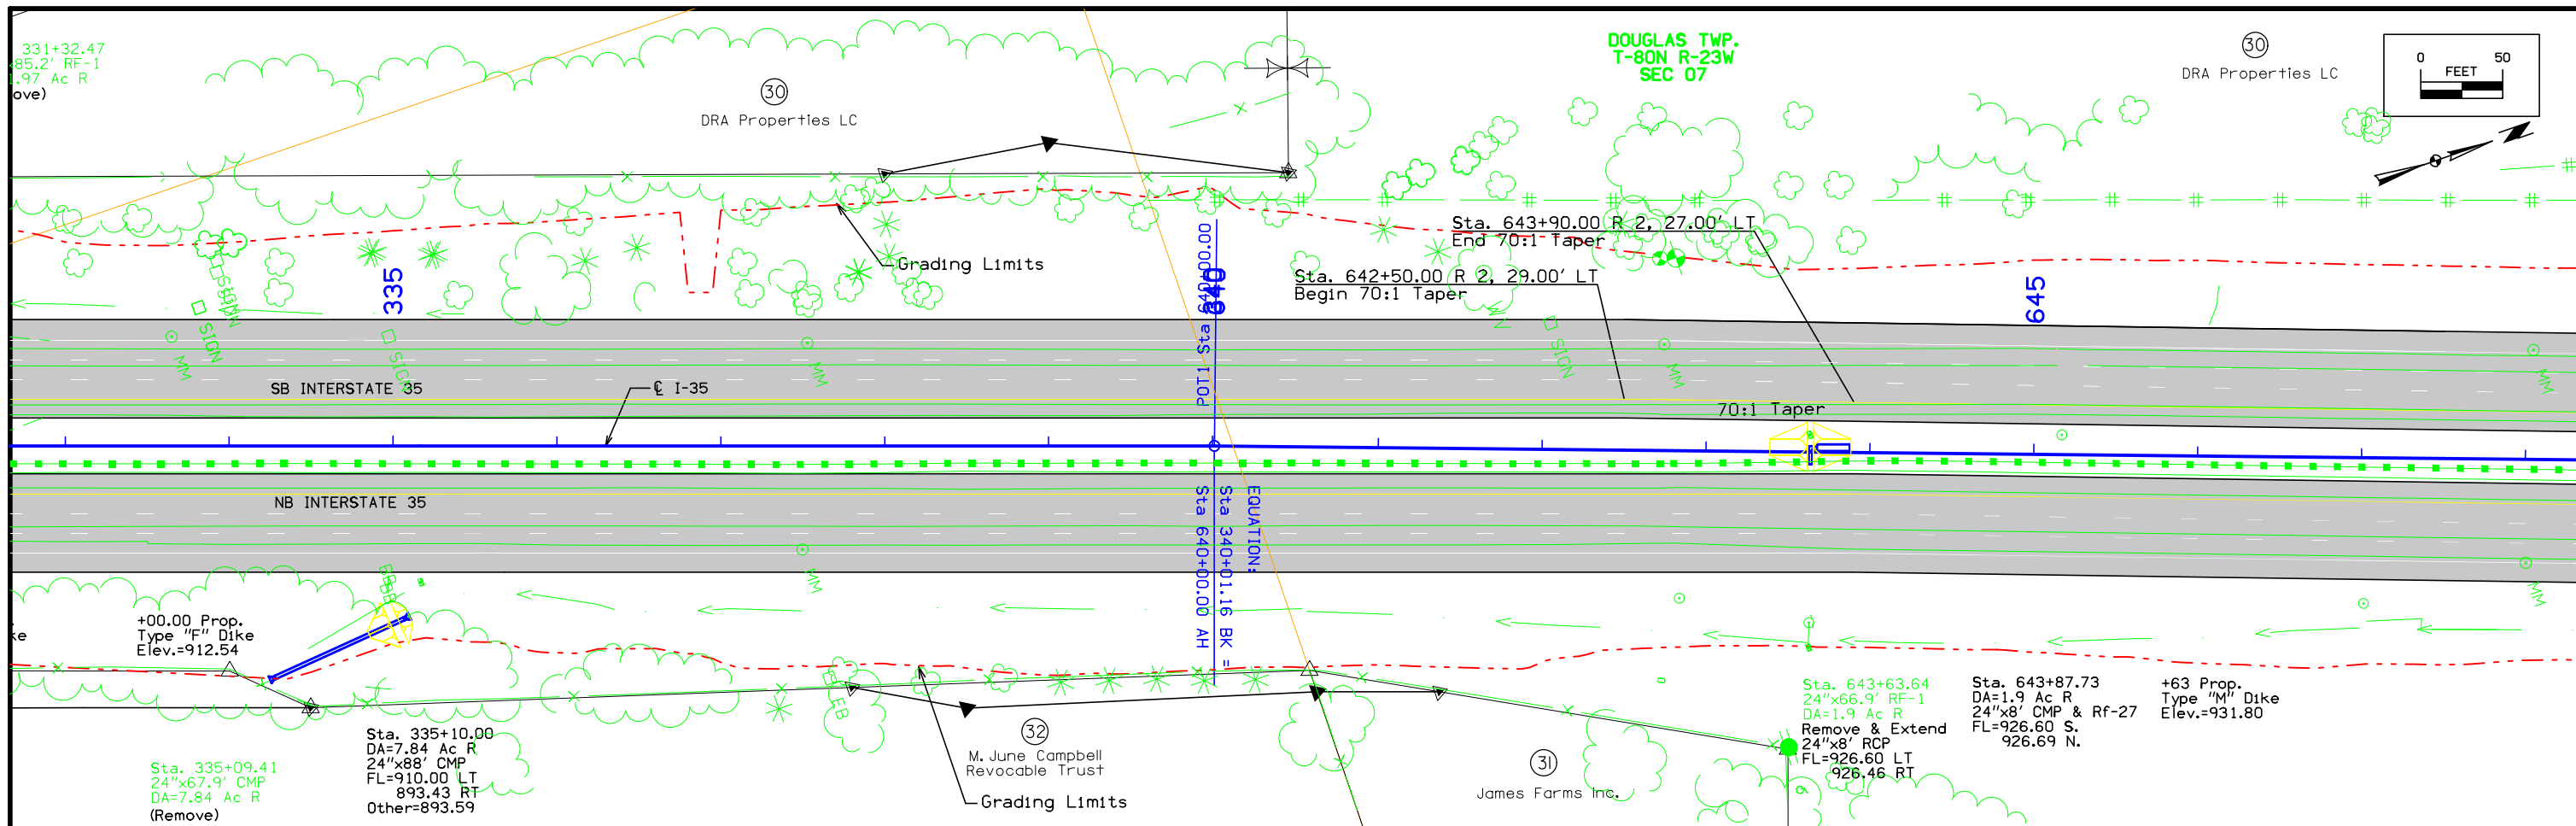 331+32.47
85.2' RF-1
1.97 Ac R
ove)
30
DRA Properties LC
DOUGLAS TWP.
T-80N R-23W
SEC 07
30
DRA Properties LC
0 50
FEET
Grading Limits
Sta. 643+90.00 R 2, 27.00' LT
End 70:1 Taper
Sta. 642+50.00 R 2, 29.00' LT
Begin 70:1 Taper
335
840
645
POT 1 Sta 640+00.00
SIGN
SIGN
SIGN
SIGN
MM
MM
MM
MM
SB INTERSTATE 35
℄ I-35
70:1 Taper
NB INTERSTATE 35
EQUATION:
Sta 340+01.16 BK =
Sta 640+00.00 AH
MM
MM
ke
+00.00 Prop.
Type "F" Dike
Elev.=912.54
Sta. 335+09.41
24"x67.9' CMP
DA=7.84 Ac R
(Remove)
Sta. 335+10.00
DA=7.84 Ac R
24"x88' CMP
FL=910.00 LT
893.43 RT
Other=893.59
32
M. June Campbell
Revocable Trust
Grading Limits
31
James Farms Inc.
Sta. 643+63.64
24"x66.9' RF-1
DA=1.9 Ac R
Remove & Extend
24"x8' RCP
FL=926.60 LT
926.46 RT
Sta. 643+87.73
DA=1.9 Ac R
24"x8' CMP & Rf-27
FL=926.60 S.
926.69 N.
+63 Prop.
Type "M" Dike
Elev.=931.80